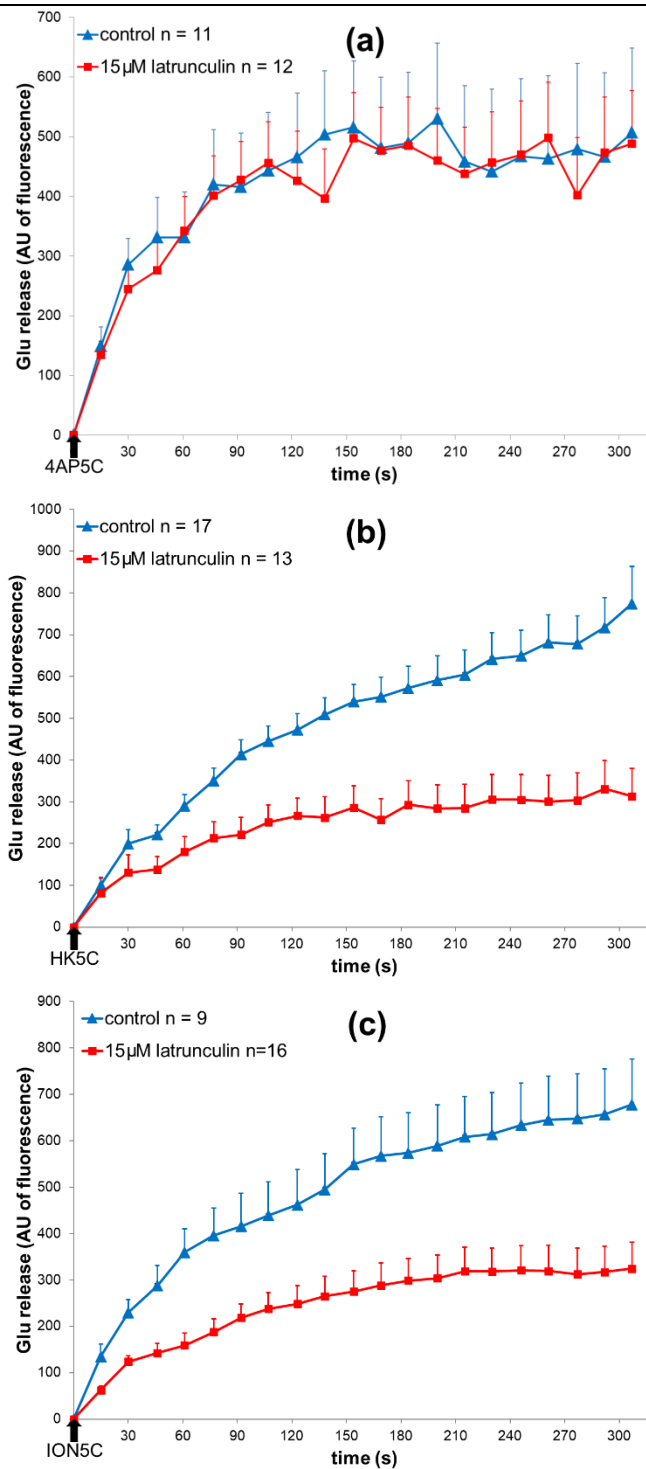 700
(a)
control n = 11
600
15µM latrunculin n = 12
500
400
300
200
100
0
Glu release (AU of fluorescence)
30 60 90 120 150 180 210 240 270 300
4AP5C
time (s)
1000
(b)
control n = 17
900
15µM latrunculin n = 13
800
700
600
500
400
300
200
100
0
Glu release (AU of fluorescence)
30 60 90 120 150 180 210 240 270 300
HK5C
time (s)
900
(c)
control n = 9
800
15µM latrunculin n=16
700
600
500
400
300
200
100
0
Glu release (AU of fluorescence)
30 60 90 120 150 180 210 240 270 300
ION5C
time (s)